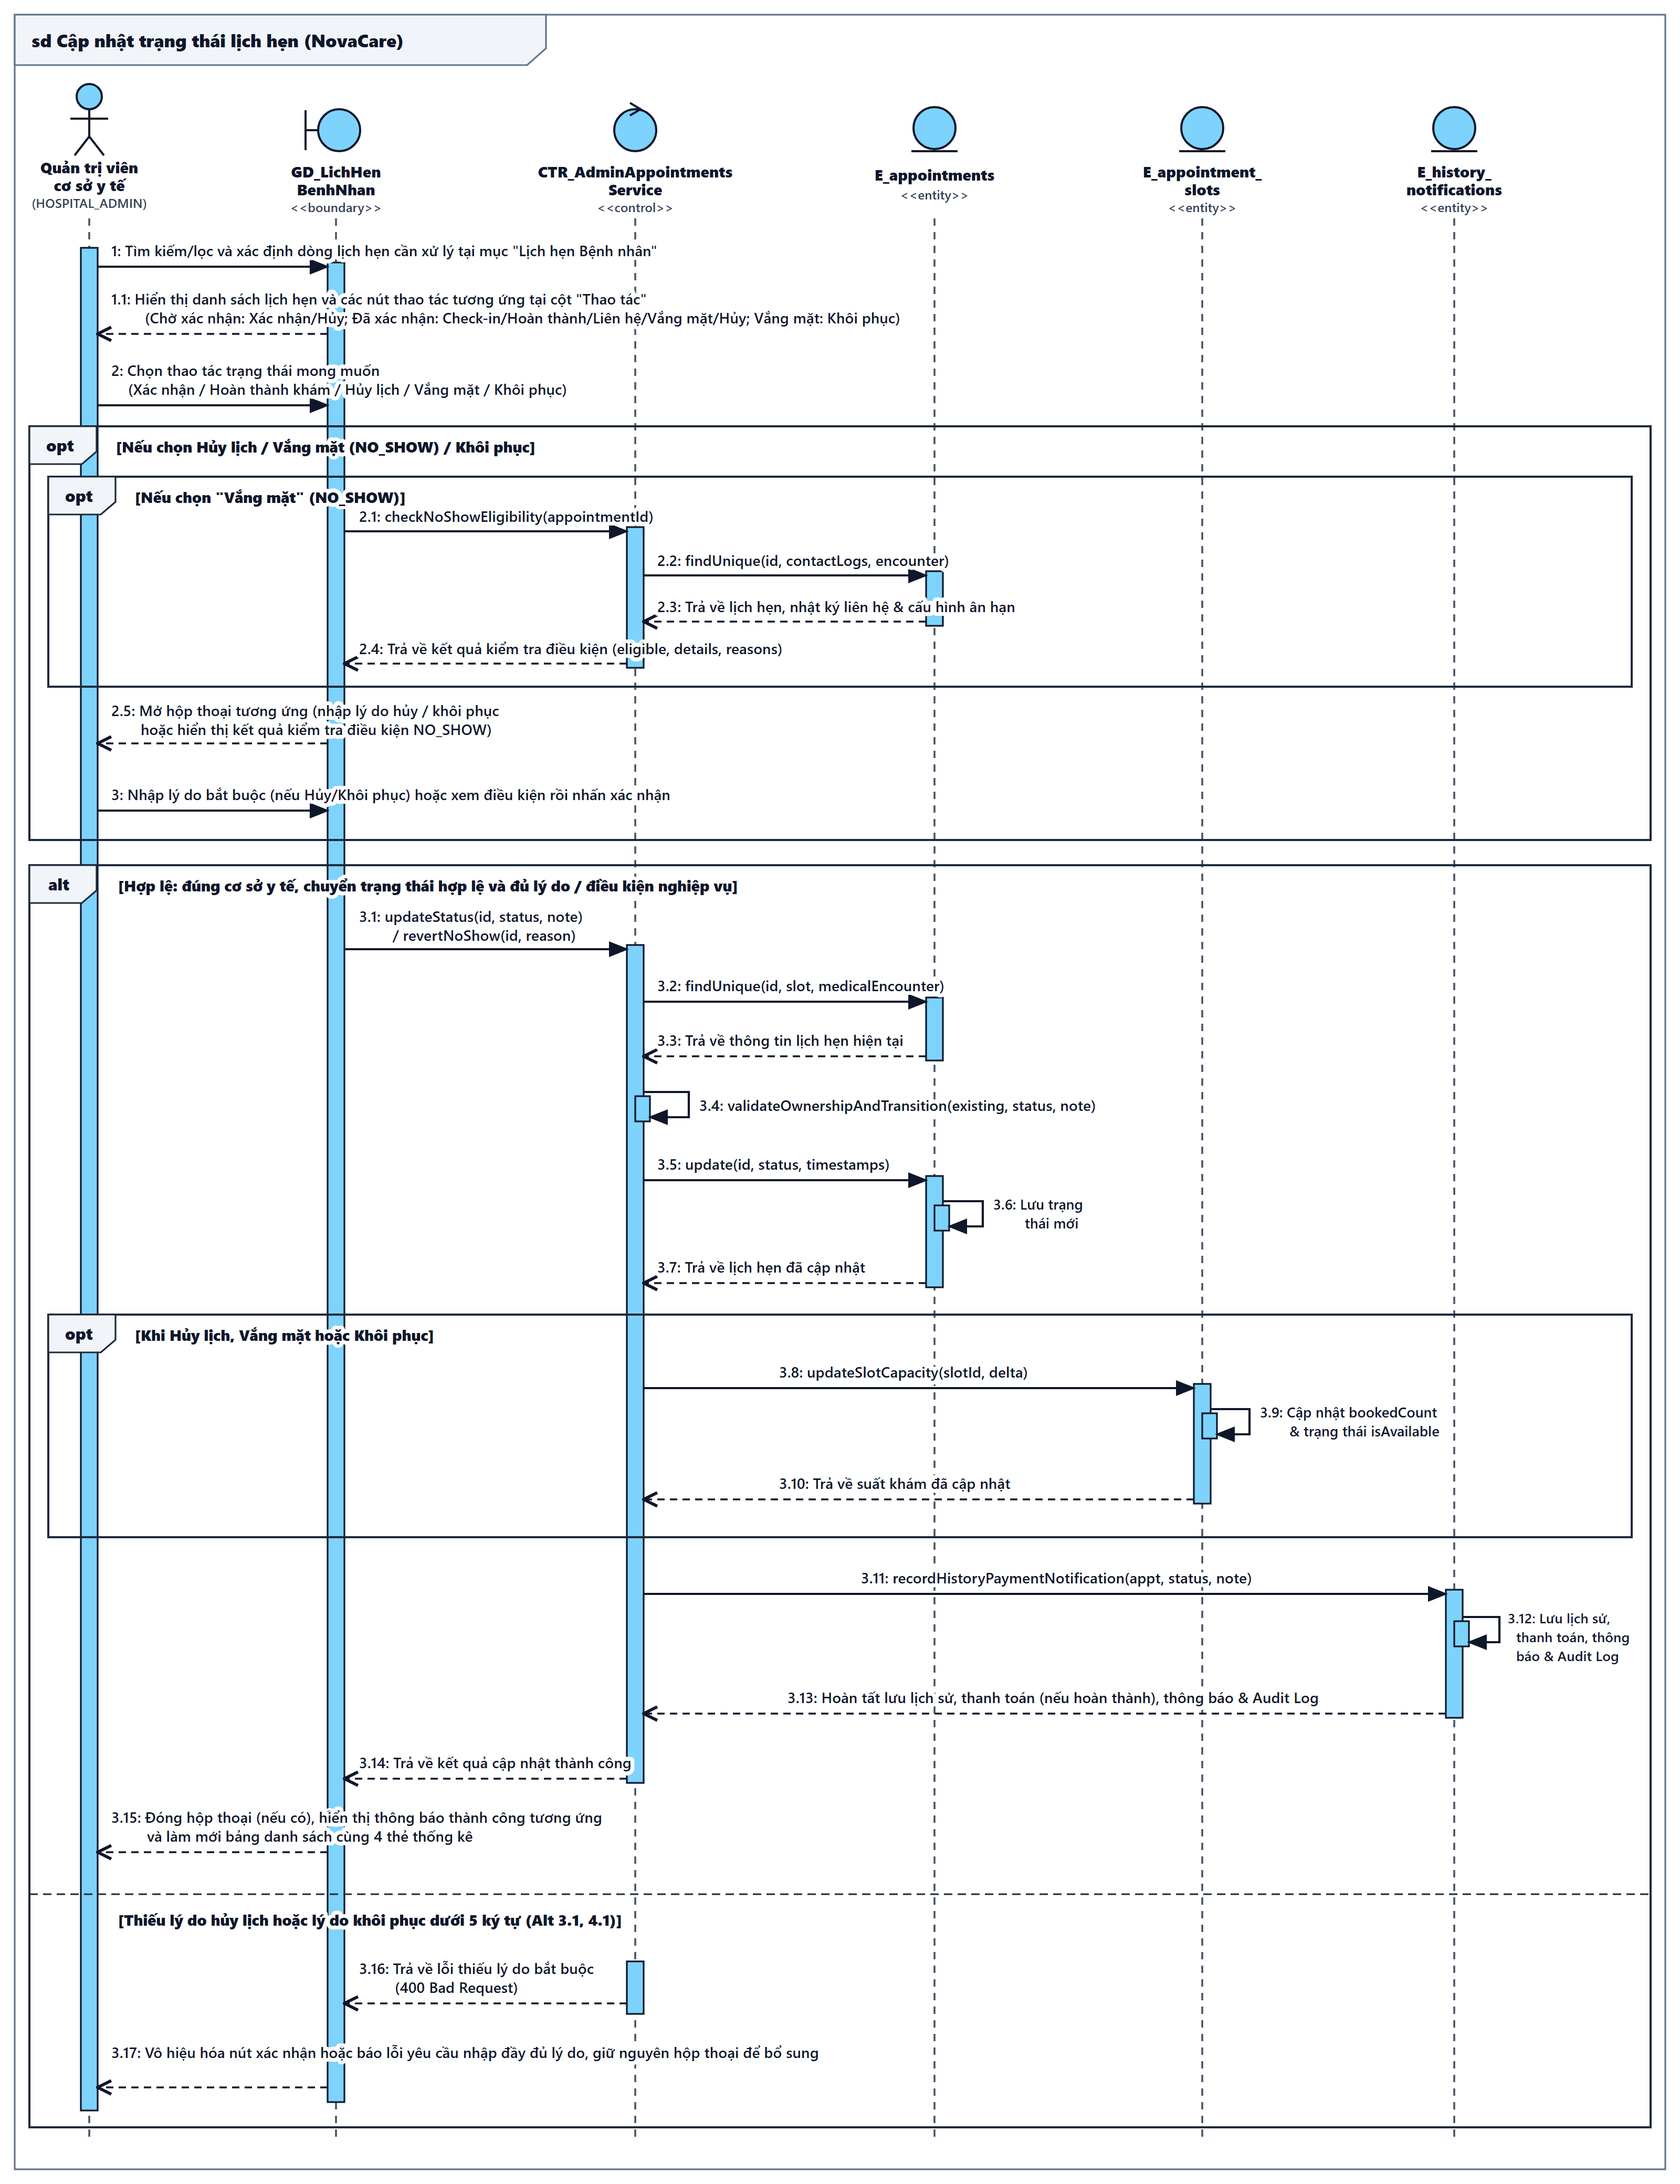 sd Cập nhật trạng thái lịch hẹn (NovaCare)
Quản trị viên
cơ sở y tế
(HOSPITAL_ADMIN)
GD_LichHen
BenhNhan
<<boundary>>
CTR_AdminAppointments
Service
<<control>>
E_appointments
<<entity>>
E_appointment_
slots
<<entity>>
E_history_
notifications
<<entity>>
1: Tìm kiếm/lọc và xác định dòng lịch hẹn cần xử lý tại mục "Lịch hẹn Bệnh nhân"
1.1: Hiển thị danh sách lịch hẹn và các nút thao tác tương ứng tại cột "Thao tác"
(Chờ xác nhận: Xác nhận/Hủy; Đã xác nhận: Check-in/Hoàn thành/Liên hệ/Vắng mặt/Hủy; Vắng mặt: Khôi phục)
2: Chọn thao tác trạng thái mong muốn
(Xác nhận / Hoàn thành khám / Hủy lịch / Vắng mặt / Khôi phục)
opt
[Nếu chọn Hủy lịch / Vắng mặt (NO_SHOW) / Khôi phục]
opt
[Nếu chọn "Vắng mặt" (NO_SHOW)]
2.1: checkNoShowEligibility(appointmentId)
2.2: findUnique(id, contactLogs, encounter)
2.3: Trả về lịch hẹn, nhật ký liên hệ & cấu hình ân hạn
2.4: Trả về kết quả kiểm tra điều kiện (eligible, details, reasons)
2.5: Mở hộp thoại tương ứng (nhập lý do hủy / khôi phục
hoặc hiển thị kết quả kiểm tra điều kiện NO_SHOW)
3: Nhập lý do bắt buộc (nếu Hủy/Khôi phục) hoặc xem điều kiện rồi nhấn xác nhận
alt
[Hợp lệ: đúng cơ sở y tế, chuyển trạng thái hợp lệ và đủ lý do / điều kiện nghiệp vụ]
3.1: updateStatus(id, status, note)
/ revertNoShow(id, reason)
3.2: findUnique(id, slot, medicalEncounter)
3.3: Trả về thông tin lịch hẹn hiện tại
3.4: validateOwnershipAndTransition(existing, status, note)
3.5: update(id, status, timestamps)
3.6: Lưu trạng
thái mới
3.7: Trả về lịch hẹn đã cập nhật
opt
[Khi Hủy lịch, Vắng mặt hoặc Khôi phục]
3.8: updateSlotCapacity(slotId, delta)
3.9: Cập nhật bookedCount
& trạng thái isAvailable
3.10: Trả về suất khám đã cập nhật
3.11: recordHistoryPaymentNotification(appt, status, note)
3.12: Lưu lịch sử,
thanh toán, thông
báo & Audit Log
3.13: Hoàn tất lưu lịch sử, thanh toán (nếu hoàn thành), thông báo & Audit Log
3.14: Trả về kết quả cập nhật thành công
3.15: Đóng hộp thoại (nếu có), hiển thị thông báo thành công tương ứng
và làm mới bảng danh sách cùng 4 thẻ thống kê
[Thiếu lý do hủy lịch hoặc lý do khôi phục dưới 5 ký tự (Alt 3.1, 4.1)]
3.16: Trả về lỗi thiếu lý do bắt buộc
(400 Bad Request)
3.17: Vô hiệu hóa nút xác nhận hoặc báo lỗi yêu cầu nhập đầy đủ lý do, giữ nguyên hộp thoại để bổ sung